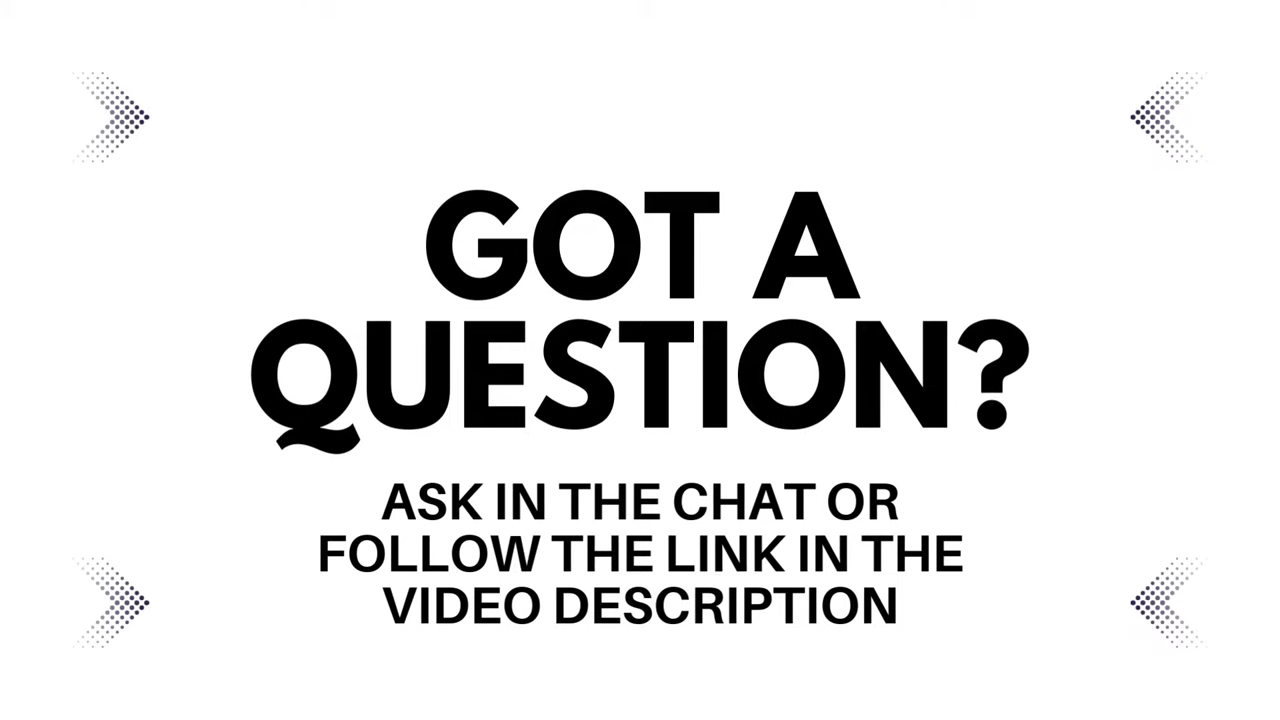 GOT A
QUESTION?
ASK IN THE CHAT OR
FOLLOW THE LINK IN THE
VIDEO DESCRIPTION